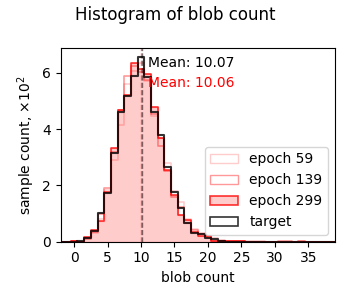 Histogram of blob count
Mean: 10.07
Mean: 10.06
sample count, ×10²
6
4
2
0
epoch 59
epoch 139
epoch 299
target
0 5 10 15 20 25 30 35
blob count